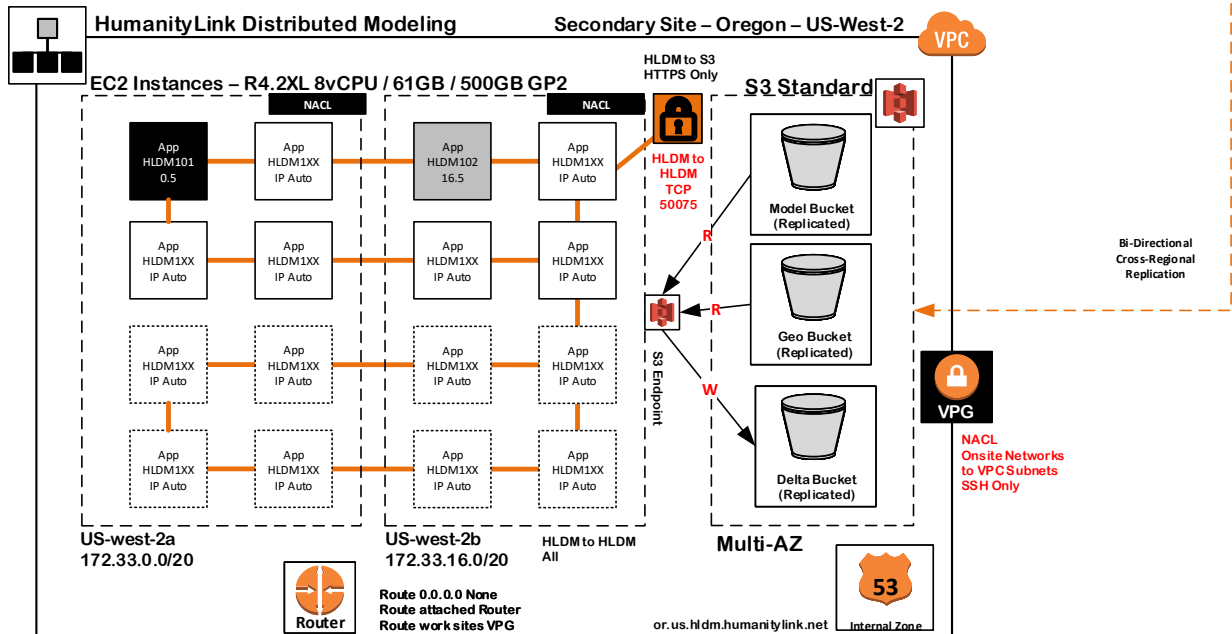 HumanityLink Distributed Modeling
Secondary Site – Oregon – US-West-2
VPC
EC2 Instances – R4.2XL 8vCPU / 61GB / 500GB GP2
HLDM to S3
HTTPS Only
S3 Standard
NACL
NACL
App
HLDM101
0.5
App
HLDM1XX
IP Auto
App
HLDM102
16.5
App
HLDM1XX
IP Auto
HLDM to
HLDM
TCP
50075
Model Bucket
(Replicated)
App
HLDM1XX
IP Auto
App
HLDM1XX
IP Auto
App
HLDM1XX
IP Auto
App
HLDM1XX
IP Auto
R
R
W
S3 Endpoint
Geo Bucket
(Replicated)
Bi-Directional
Cross-Regional
Replication
App
HLDM1XX
IP Auto
App
HLDM1XX
IP Auto
App
HLDM1XX
IP Auto
App
HLDM1XX
IP Auto
VPG
NACL
Onsite Networks
to VPC Subnets
SSH Only
App
HLDM1XX
IP Auto
App
HLDM1XX
IP Auto
App
HLDM1XX
IP Auto
App
HLDM1XX
IP Auto
Delta Bucket
(Replicated)
US-west-2a
172.33.0.0/20
US-west-2b
172.33.16.0/20
HLDM to HLDM
All
Multi-AZ
Router
Route 0.0.0.0 None
Route attached Router
Route work sites VPG
or.us.hldm.humanitylink.net
53
Internal Zone